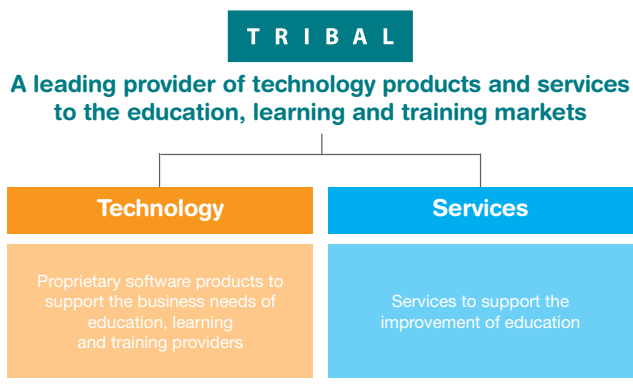 TRIBAL
A leading provider of technology products and services
to the education, learning and training markets
Technology
Services
Proprietary software products to
support the business needs of
education, learning
and training providers
Services to support the
improvement of education